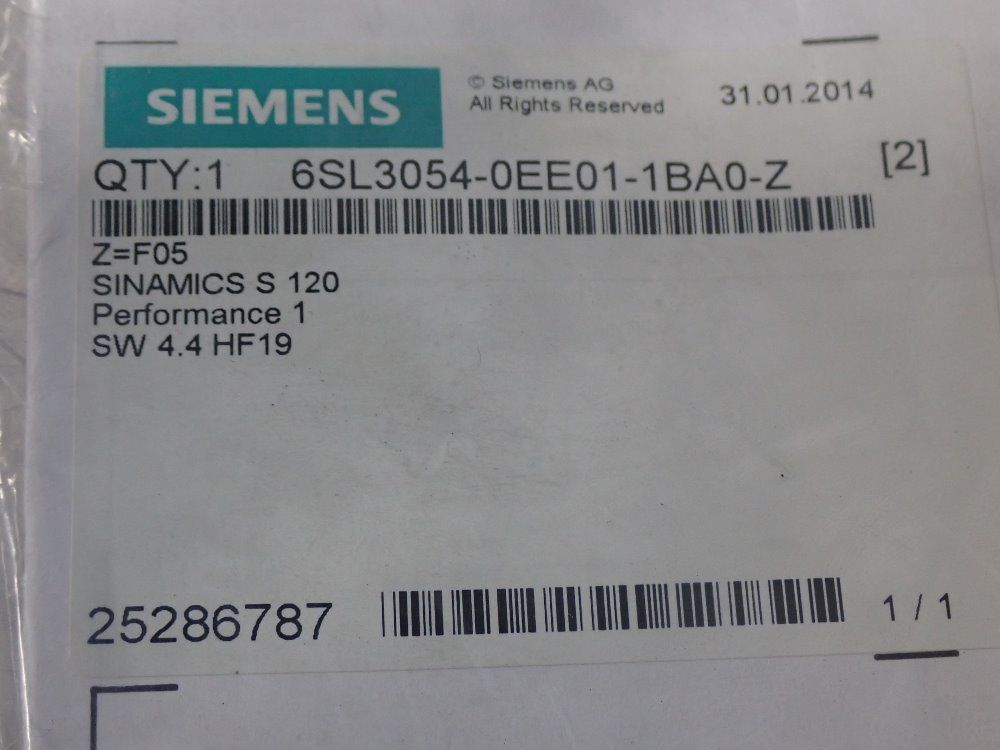 SIEMENS
© Siemens AG
All Rights Reserved
31.01.2014
QTY:1 6SL3054-0EE01-1BA0-Z [2]
Z=F05
SINAMICS S 120
Performance 1
SW 4.4 HF19
25286787 1 / 1